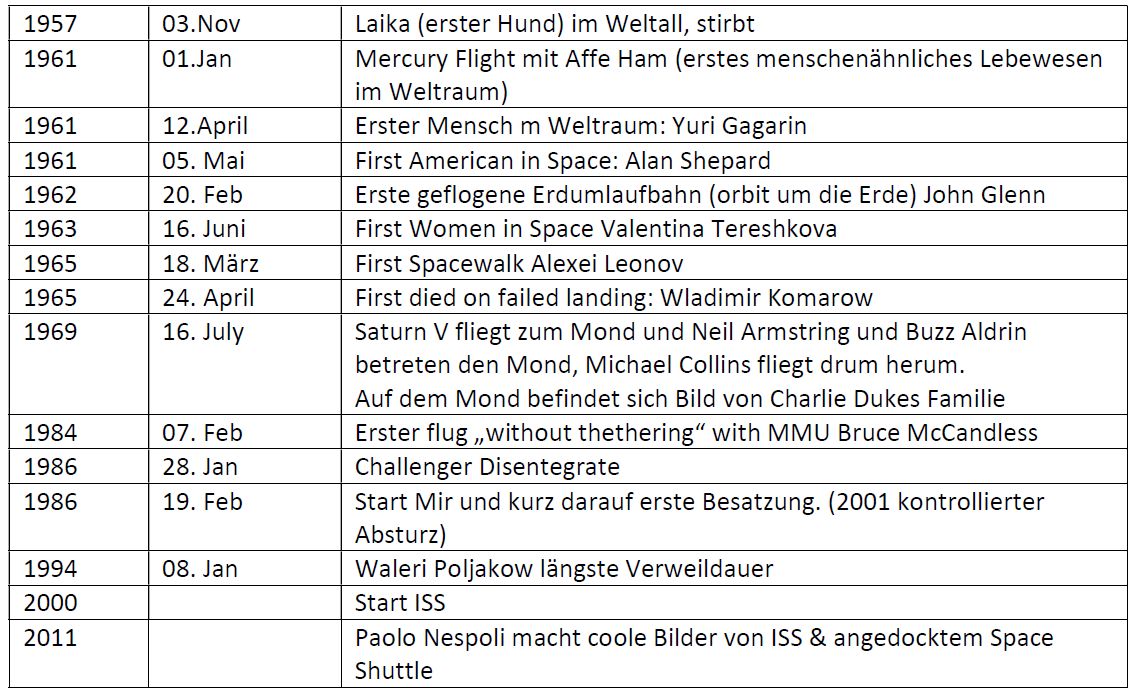 1957 03.Nov Laika (erster Hund) im Weltall, stirbt
1961 01.Jan Mercury Flight mit Affe Ham (erstes menschenähnliches Lebewesen
im Weltraum)
1961 12.April Erster Mensch m Weltraum: Yuri Gagarin
1961 05. Mai First American in Space: Alan Shepard
1962 20. Feb Erste geflogene Erdumlaufbahn (orbit um die Erde) John Glenn
1963 16. Juni First Women in Space Valentina Tereshkova
1965 18. März First Spacewalk Alexei Leonov
1965 24. April First died on failed landing: Wladimir Komarow
1969 16. July Saturn V fliegt zum Mond und Neil Armstring und Buzz Aldrin
betreten den Mond, Michael Collins fliegt drum herum.
Auf dem Mond befindet sich Bild von Charlie Dukes Familie
1984 07. Feb Erster flug „without thethering“ with MMU Bruce McCandless
1986 28. Jan Challenger Disentegrate
1986 19. Feb Start Mir und kurz darauf erste Besatzung. (2001 kontrollierter
Absturz)
1994 08. Jan Waleri Poljakow längste Verweildauer
2000 Start ISS
2011 Paolo Nespoli macht coole Bilder von ISS & angedocktem Space
Shuttle